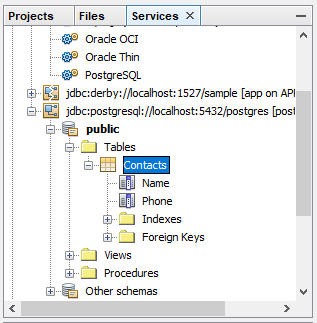 Projects Files Services
Oracle OCI
Oracle Thin
PostgreSQL
jdbc:derby://localhost:1527/sample [app on AP
jdbc:postgresql://localhost:5432/postgres [post
public
Tables
Contacts
Name
Phone
Indexes
Foreign Keys
Views
Procedures
Other schemas